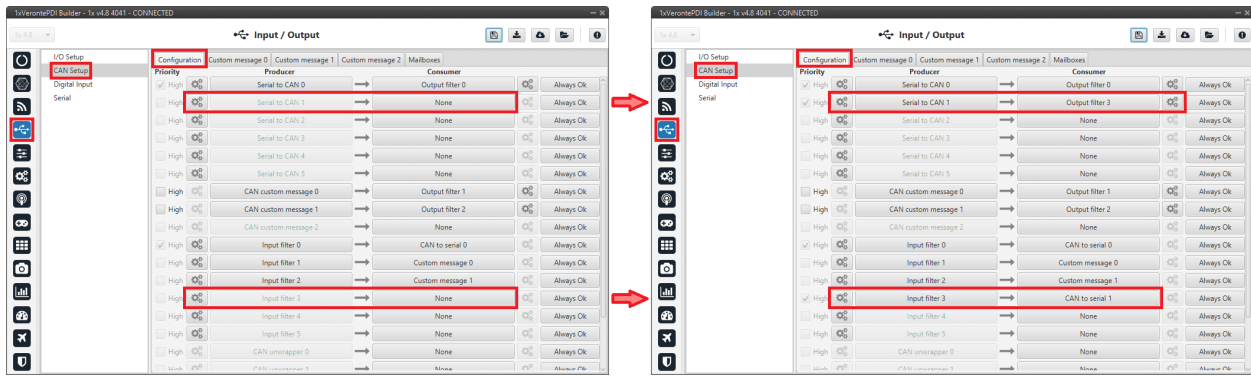 1xVerontePDI Builder - 1x v4.8 4041 - CONNECTED
1x 4.8
Input / Output
I/O Setup
CAN Setup
Digital Input
Serial
Configuration Custom message 0 Custom message 1 Custom message 2 Mailboxes
Priority Producer Consumer
High Serial to CAN 0 Output filter 0 Always Ok
High Serial to CAN 1 None Always Ok
High Serial to CAN 2 None Always Ok
High Serial to CAN 3 None Always Ok
High Serial to CAN 4 None Always Ok
High Serial to CAN 5 None Always Ok
High CAN custom message 0 Output filter 1 Always Ok
High CAN custom message 1 Output filter 2 Always Ok
High CAN custom message 2 None Always Ok
High Input filter 0 CAN to serial 0 Always Ok
High Input filter 1 Custom message 0 Always Ok
High Input filter 2 Custom message 1 Always Ok
High Input filter 3 None Always Ok
High Input filter 4 None Always Ok
High Input filter 5 None Always Ok
High CAN unwrapper 0 None Always Ok
High CAN unwrapper 1 None Always Ok
1xVerontePDI Builder - 1x v4.8 4041 - CONNECTED
1x 4.8
Input / Output
I/O Setup
CAN Setup
Digital Input
Serial
Configuration Custom message 0 Custom message 1 Custom message 2 Mailboxes
Priority Producer Consumer
High Serial to CAN 0 Output filter 0 Always Ok
High Serial to CAN 1 Output filter 3 Always Ok
High Serial to CAN 2 None Always Ok
High Serial to CAN 3 None Always Ok
High Serial to CAN 4 None Always Ok
High Serial to CAN 5 None Always Ok
High CAN custom message 0 Output filter 1 Always Ok
High CAN custom message 1 Output filter 2 Always Ok
High CAN custom message 2 None Always Ok
High Input filter 0 CAN to serial 0 Always Ok
High Input filter 1 Custom message 0 Always Ok
High Input filter 2 Custom message 1 Always Ok
High Input filter 3 CAN to serial 1 Always Ok
High Input filter 4 None Always Ok
High Input filter 5 None Always Ok
High CAN unwrapper 0 None Always Ok
High CAN unwrapper 1 None Always Ok